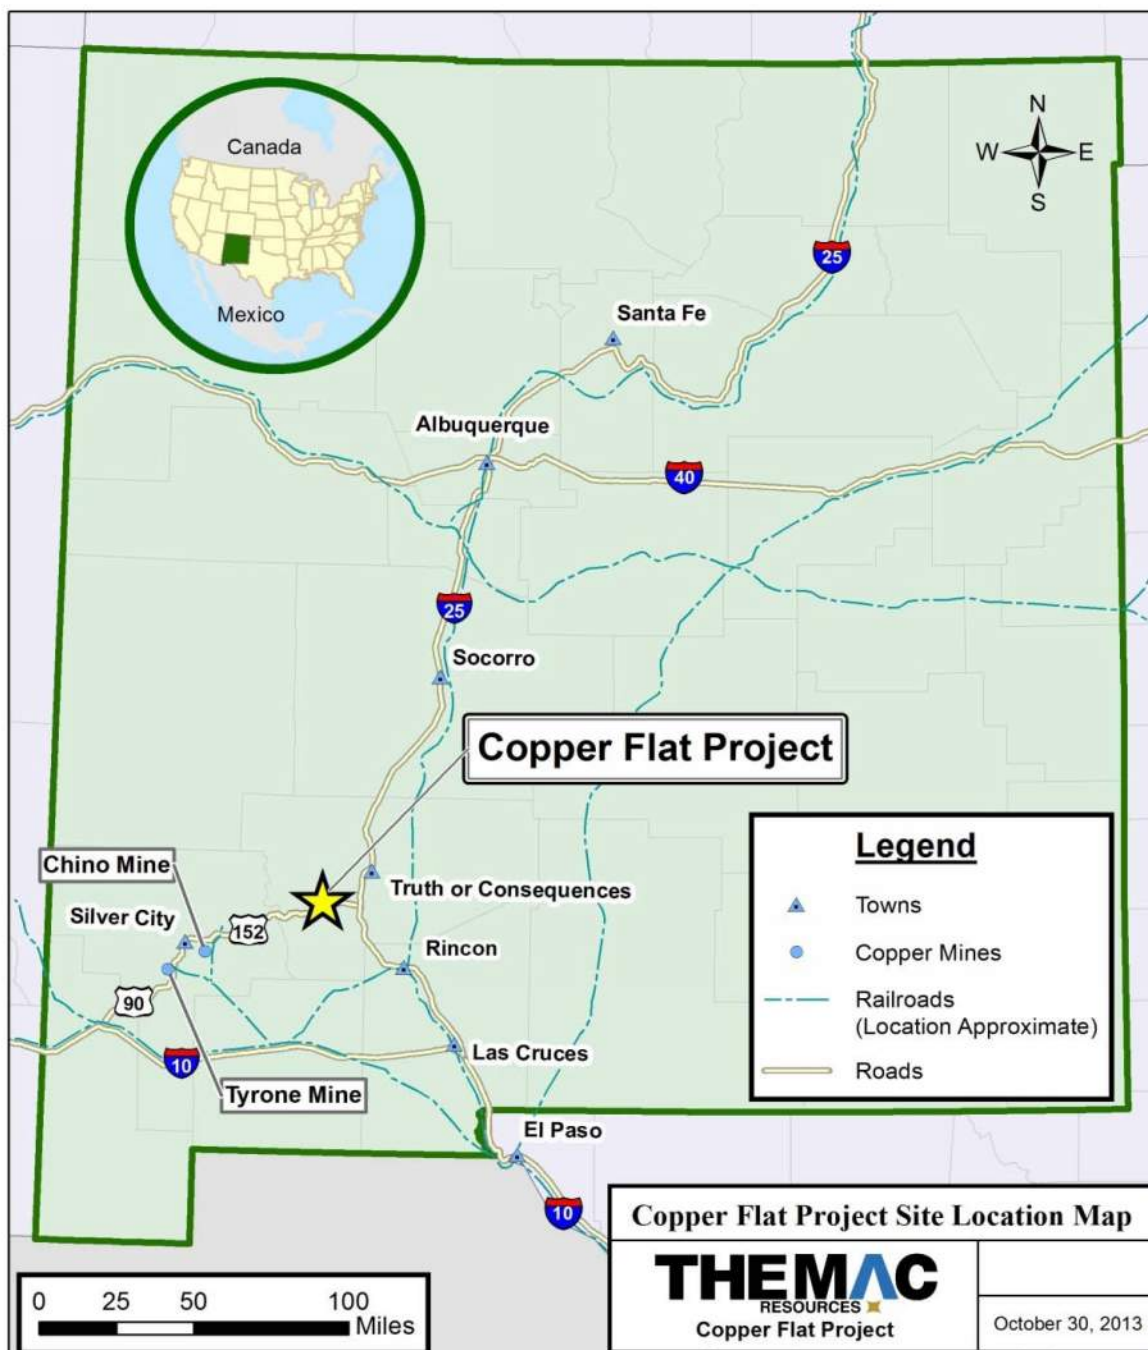 N
W E
S
Canada
Mexico
25
Santa Fe
Albuquerque
40
25
Socorro
Copper Flat Project
Chino Mine
Truth or Consequences
Silver City
152
Rincon
90
10
Las Cruces
Tyrone Mine
El Paso
10
Legend
Towns
Copper Mines
Railroads
(Location Approximate)
Roads
0 25 50 100
Miles
Copper Flat Project Site Location Map
THEMAC
RESOURCES
Copper Flat Project
October 30, 2013